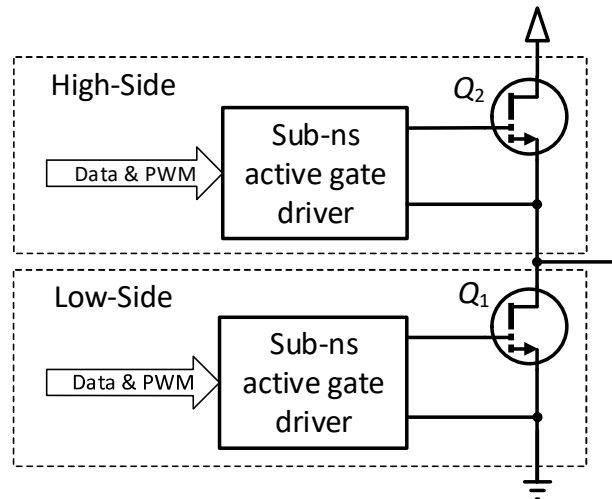 High-Side
Q2
Sub-ns
active gate
driver
Data & PWM
Low-Side
Q1
Sub-ns
active gate
driver
Data & PWM